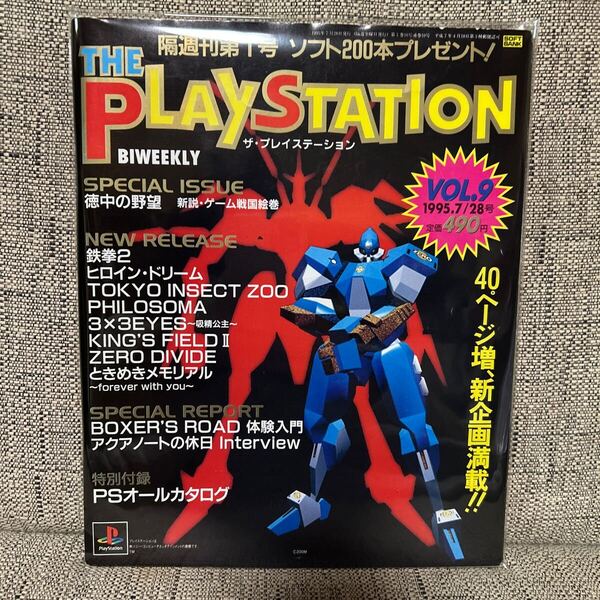 隔週刊第1号 ソフト200本プレゼント!
SOFT BANK
THE PLAYSTATION
BIWEEKLY
ザ・プレイステーション
SPECIAL ISSUE
徳中の野望 新説・ゲーム戦国絵巻
VOL.9
1995.7/28号
定価490円
NEW RELEASE
鉄拳2
ヒロイン・ドリーム
TOKYO INSECT ZOO
PHILOSOMA
3×3EYES~吸精公主~
KING'S FIELD II
ZERO DIVIDE
ときめきメモリアル
~forever with you~
40ページ増、新企画満載!!
SPECIAL REPORT
BOXER'S ROAD 体験入門
アクアノートの休日 Interview
特別付録
PSオールカタログ
PlayStation